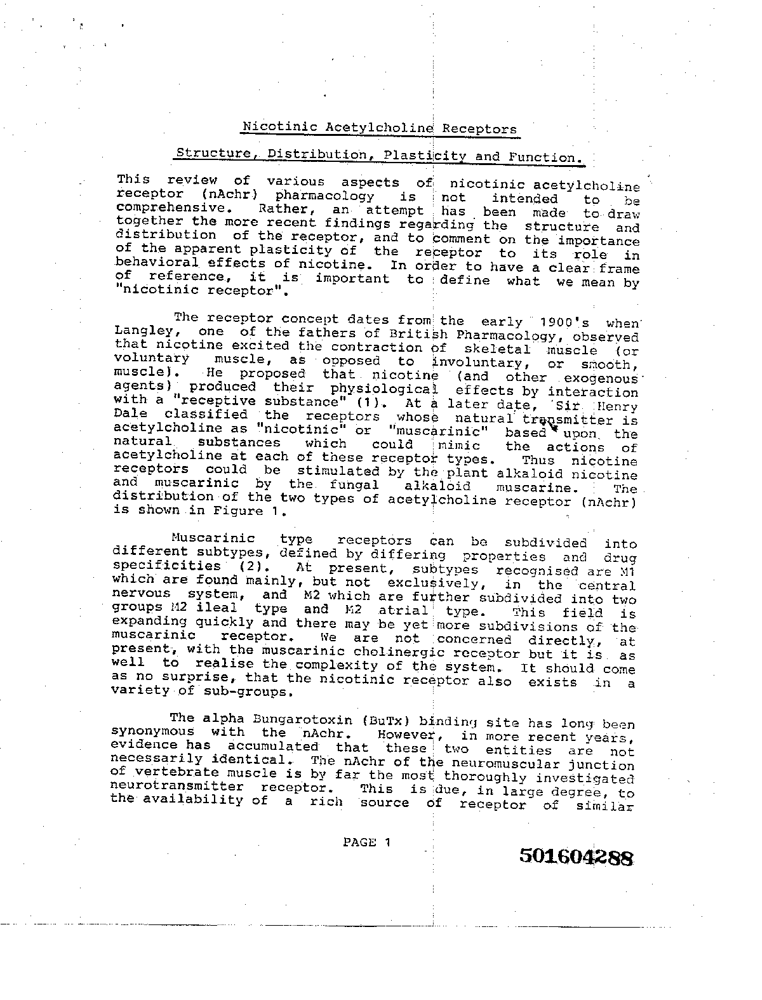 Nicotinic Acetylcholine Receptors
Structure, Distribution, Plasticity and Function.
This review of various aspects of nicotinic acetylcholine
receptor (nAchr) pharmacology is not intended to be
comprehensive. Rather, an attempt has been made to draw
together the more recent findings regarding the structure and
distribution of the receptor, and to comment on the importance
of the apparent plasticity of the receptor to its role in
behavioral effects of nicotine. In order to have a clear frame
of reference, it is important to define what we mean by
"nicotinic receptor".
The receptor concept dates from the early 1900's when
Langley, one of the fathers of British Pharmacology, observed
that nicotine excited the contraction of skeletal muscle (or
voluntary muscle, as opposed to involuntary, or smooth,
muscle). He proposed that nicotine (and other exogenous
agents) produced their physiological effects by interaction
with a "receptive substance" (1). At a later date, Sir Henry
Dale classified the receptors whose natural transmitter is
acetylcholine as "nicotinic" or "muscarinic" based upon the
natural substances which could mimic the actions of
acetylcholine at each of these receptor types. Thus nicotine
receptors could be stimulated by the plant alkaloid nicotine
and muscarinic by the fungal alkaloid muscarine. The
distribution of the two types of acetylcholine receptor (nAchr)
is shown in Figure 1.
Muscarinic type receptors can be subdivided into
different subtypes, defined by differing properties and drug
specificities (2). At present, subtypes recognised are M1
which are found mainly, but not exclusively, in the central
nervous system, and M2 which are further subdivided into two
groups M2 ileal type and M2 atrial type. This field is
expanding quickly and there may be yet more subdivisions of the
muscarinic receptor. We are not concerned directly, at
present, with the muscarinic cholinergic receptor but it is as
well to realise the complexity of the system. It should come
as no surprise, that the nicotinic receptor also exists in a
variety of sub-groups.
The alpha Bungarotoxin (BuTx) binding site has long been
synonymous with the nAchr. However, in more recent years,
evidence has accumulated that these two entities are not
necessarily identical. The nAchr of the neuromuscular junction
of vertebrate muscle is by far the most thoroughly investigated
neurotransmitter receptor. This is due, in large degree, to
the availability of a rich source of receptor of similar
PAGE 1
501604288